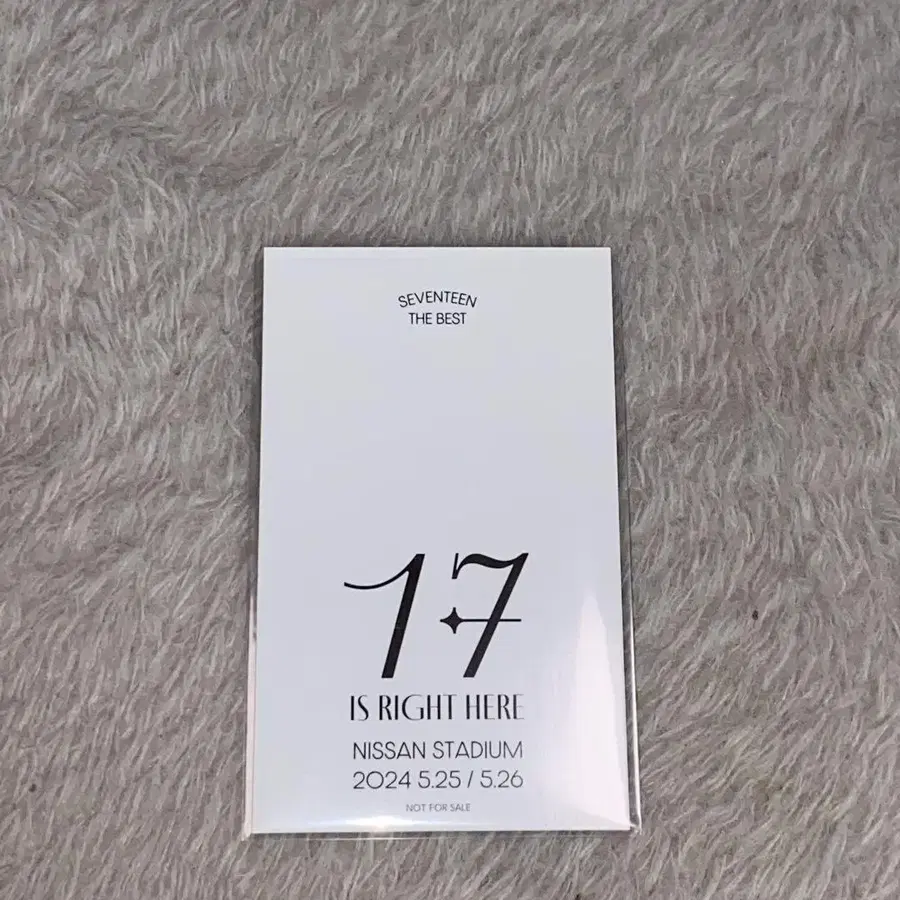 SEVENTEEN
THE BEST
17
IS RIGHT HERE
NISSAN STADIUM
2024 5.25 / 5.26
NOT FOR SALE